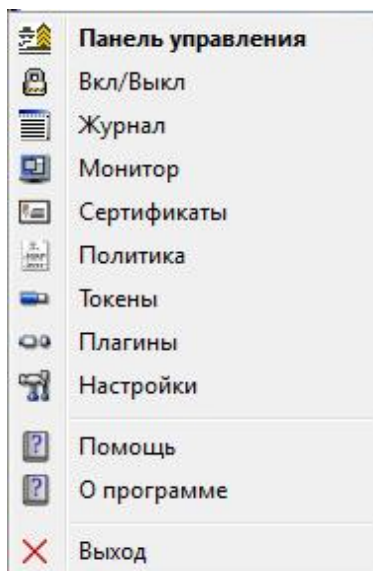 Панель управления
Вкл/Выкл
Журнал
Монитор
Сертификаты
Политика
Токены
Плагины
Настройки
Помощь
О программе
Выход